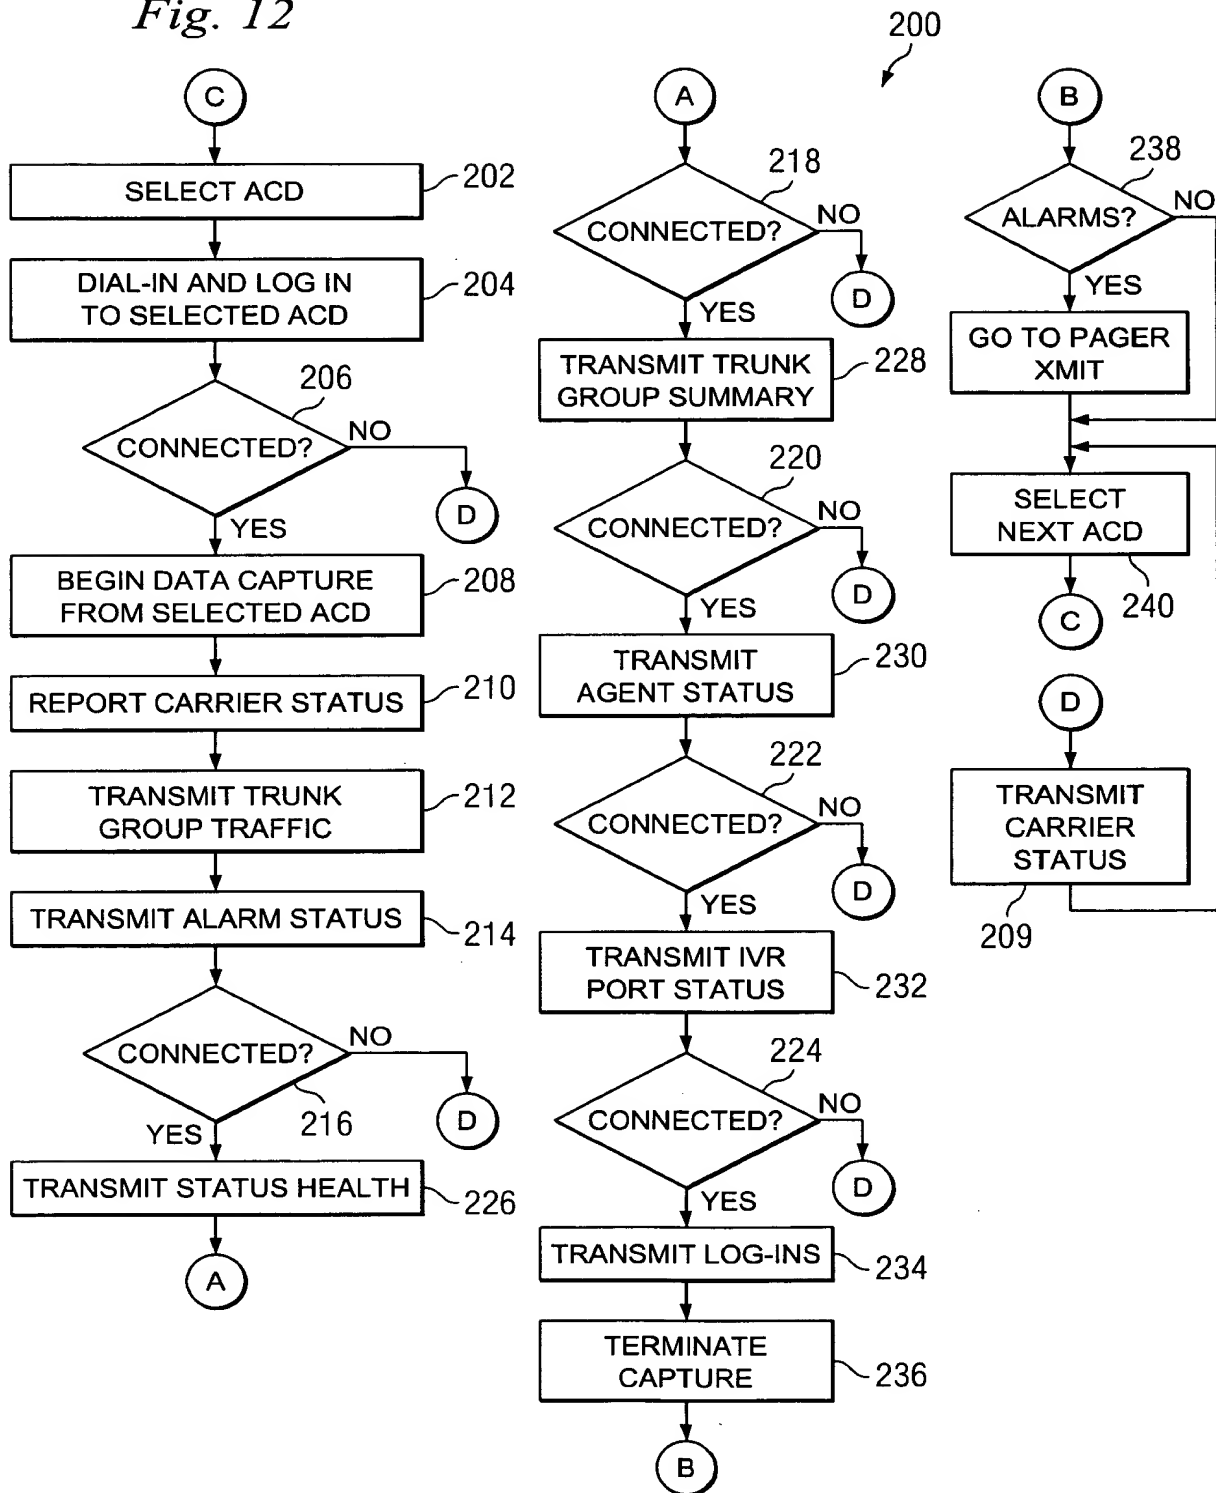 Fig. 12
200
C
SELECT ACD
202
DIAL-IN AND LOG IN
TO SELECTED ACD
204
206
CONNECTED?
NO
D
YES
BEGIN DATA CAPTURE
FROM SELECTED ACD
208
REPORT CARRIER STATUS
210
TRANSMIT TRUNK
GROUP TRAFFIC
212
TRANSMIT ALARM STATUS
214
CONNECTED?
NO
216
D
YES
TRANSMIT STATUS HEALTH
226
A
A
218
CONNECTED?
NO
D
YES
TRANSMIT TRUNK
GROUP SUMMARY
228
220
CONNECTED?
NO
D
YES
TRANSMIT
AGENT STATUS
230
222
CONNECTED?
NO
D
YES
TRANSMIT IVR
PORT STATUS
232
224
CONNECTED?
NO
D
YES
TRANSMIT LOG-INS
234
TERMINATE
CAPTURE
236
B
B
238
ALARMS?
NO
YES
GO TO PAGER
XMIT
SELECT
NEXT ACD
240
C
D
TRANSMIT
CARRIER
STATUS
209